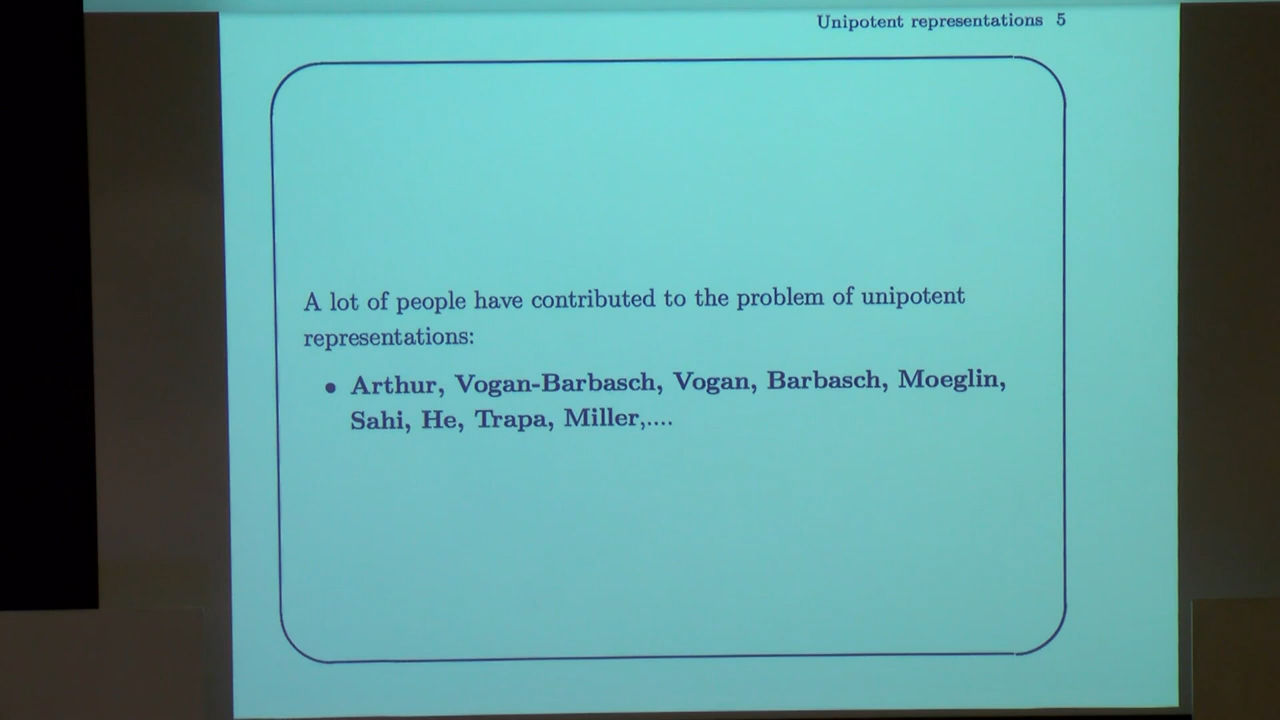 Unipotent representations 5
A lot of people have contributed to the problem of unipotent
representations:
• Arthur, Vogan-Barbasch, Vogan, Barbasch, Moeglin,
Sahi, He, Trapa, Miller,....